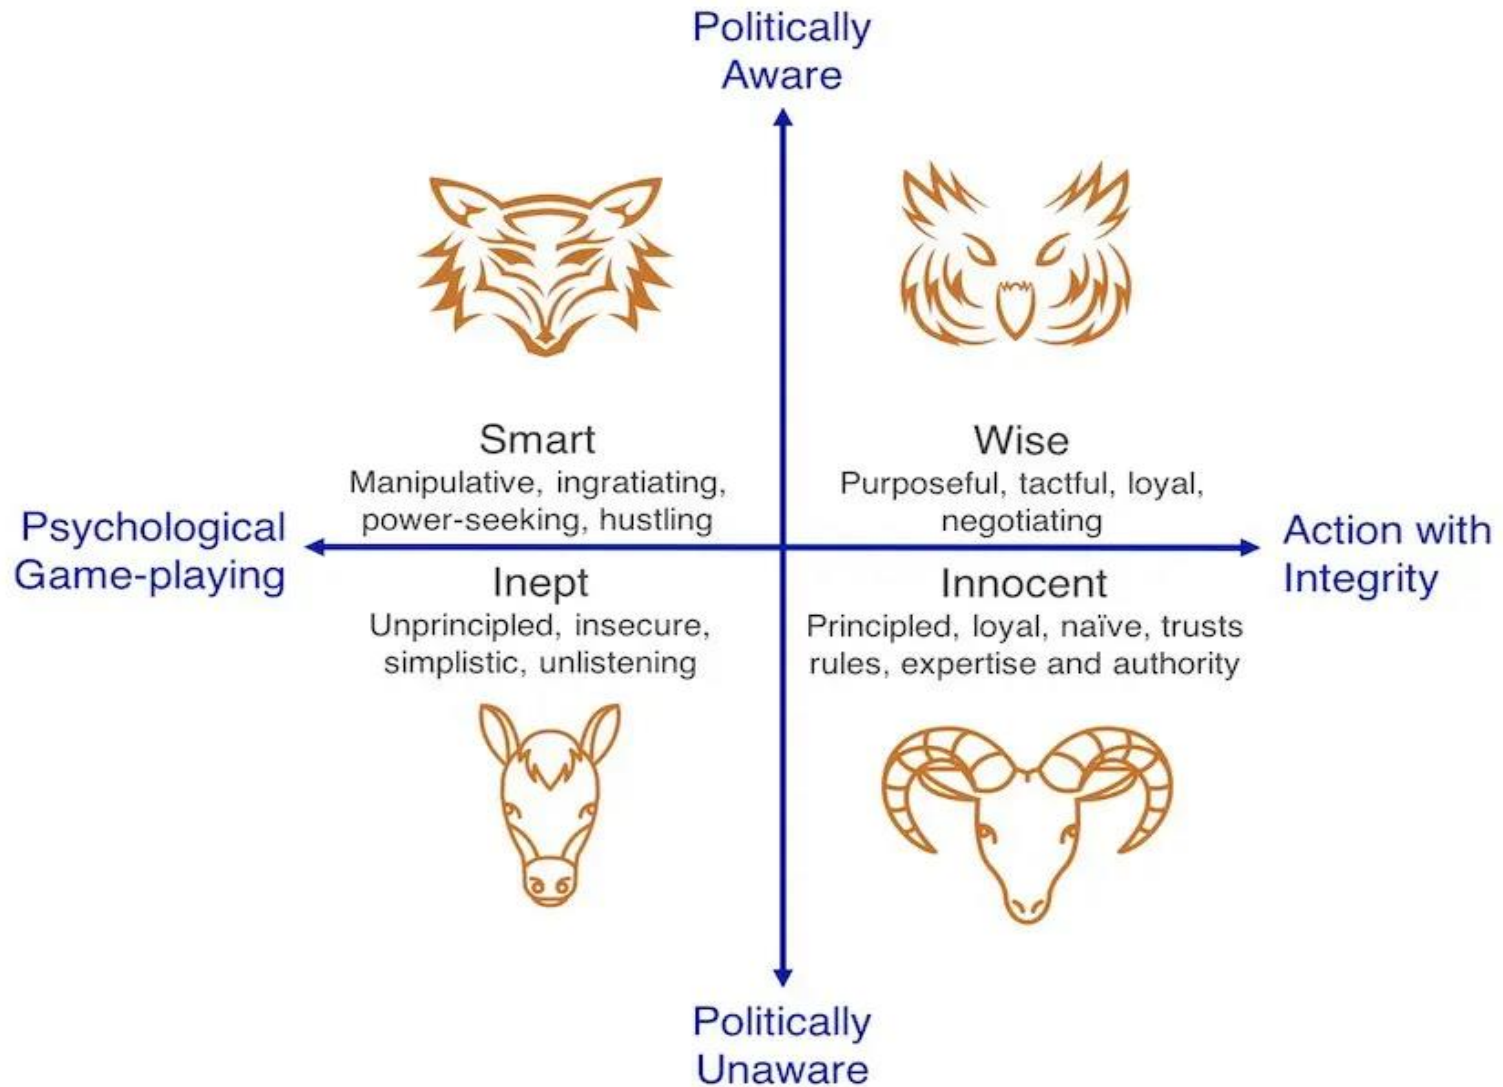 Politically
Aware
Smart
Manipulative, ingratiating,
power-seeking, hustling
Wise
Purposeful, tactful, loyal,
negotiating
Psychological
Game-playing
Action with
Integrity
Inept
Unprincipled, insecure,
simplistic, unlistening
Innocent
Principled, loyal, naïve, trusts
rules, expertise and authority
Politically
Unaware